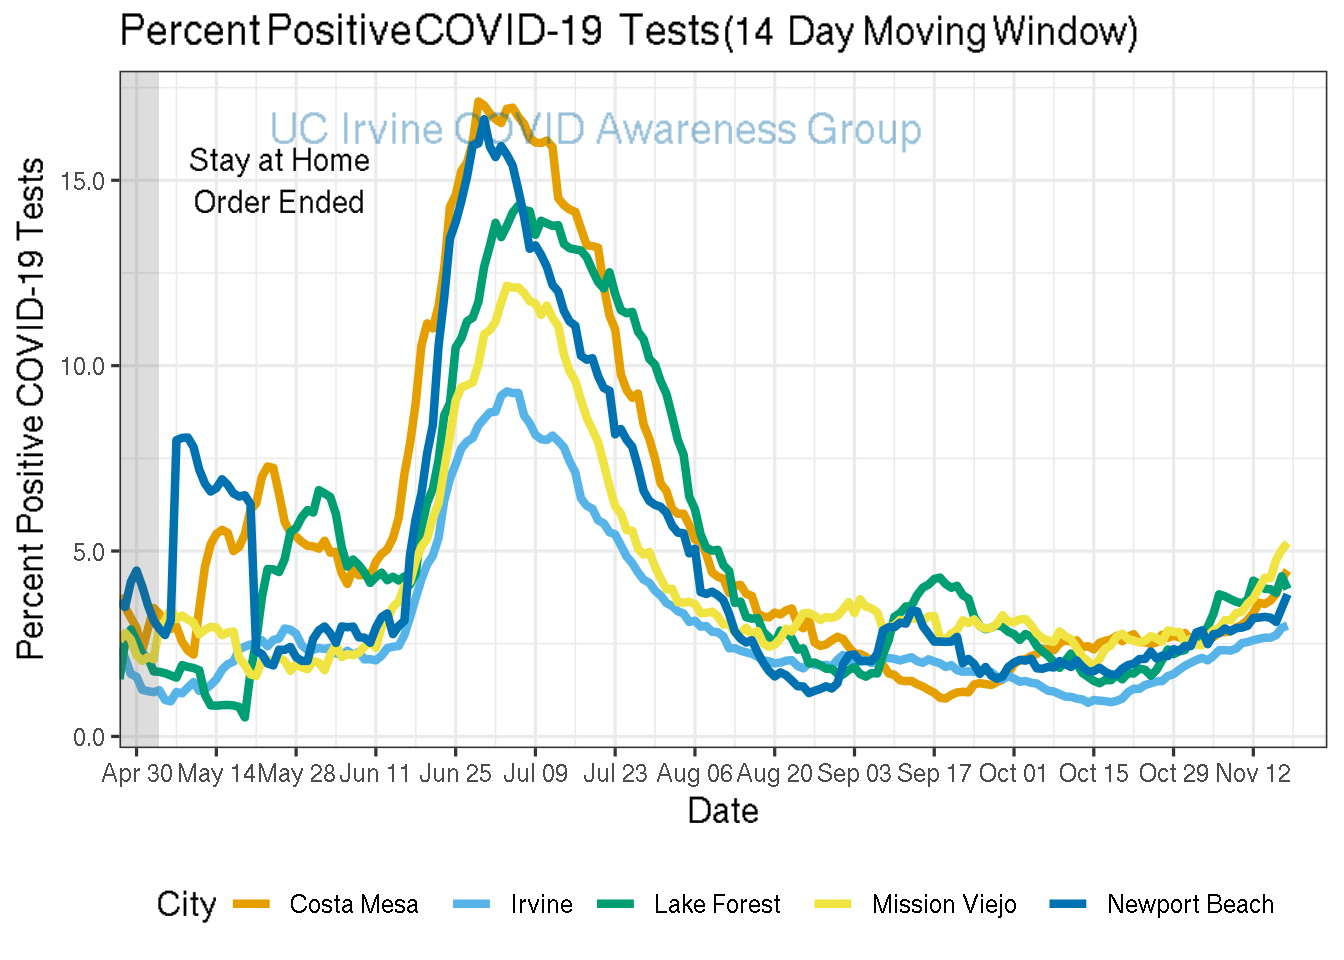 Percent Positive COVID-19 Tests (14 Day Moving Window)
UC Irvine COVID Awareness Group
Stay at Home
Order Ended
Percent Positive COVID-19 Tests
15.0
10.0
5.0
0.0
Apr 30 May 14 May 28 Jun 11 Jun 25 Jul 09 Jul 23 Aug 06 Aug 20 Sep 03 Sep 17 Oct 01 Oct 15 Oct 29 Nov 12
Date
City Costa Mesa Irvine Lake Forest Mission Viejo Newport Beach